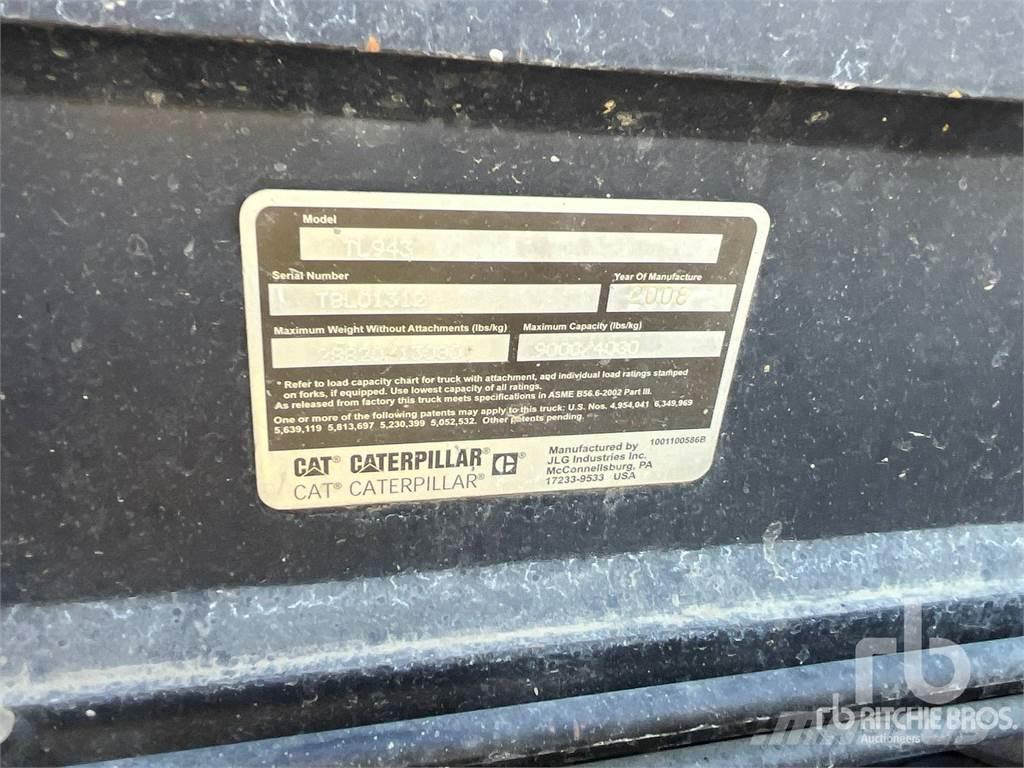 Model
TL943
Serial Number
Year Of Manufacture
TBL01310
2008
Maximum Weight Without Attachments (lbs/kg)
Maximum Capacity (lbs/kg)
9000/4080
* Refer to load capacity chart for truck with attachment, and individual load ratings stamped
on forks, if equipped. Use lowest capacity of all ratings.
As released from factory this truck meets specifications in ASME B56.6-2002 Part III.
One or more of the following patents may apply to this truck: U.S. Nos. 4,954,041 6,349,969
5,639,119 5,813,697 5,230,399 5,052,532. Other patents pending.
CAT® CATERPILLAR®
CAT® CATERPILLAR®
Manufactured by
JLG Industries Inc.
McConnellsburg, PA
17233-9533 USA
1001100586B
rb
rb RITCHIE BROS.
Auctioneers